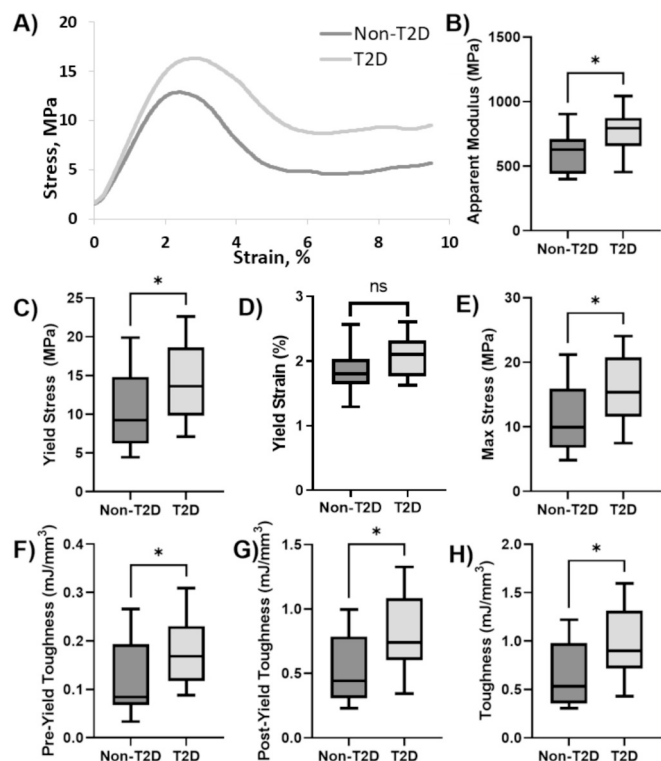 A)
Non-T2D
T2D
Stress, MPa
20
15
10
5
0
0 2 4 6 8 10
Strain, %
B)
Apparent Modulus (MPa)
1500
1000
500
0
*
Non-T2D T2D
C)
Yield Stress (MPa)
25
20
15
10
5
0
*
Non-T2D T2D
D)
Yield Strain (%)
3
2
1
0
ns
Non-T2D T2D
E)
Max Stress (MPa)
30
20
10
0
*
Non-T2D T2D
F)
Pre-Yield Toughness (mJ/mm³)
0.4
0.3
0.2
0.1
0.0
*
Non-T2D T2D
G)
Post-Yield Toughness (mJ/mm³)
1.5
1.0
0.5
0.0
*
Non-T2D T2D
H)
Toughness (mJ/mm³)
2.0
1.5
1.0
0.5
0.0
*
Non-T2D T2D